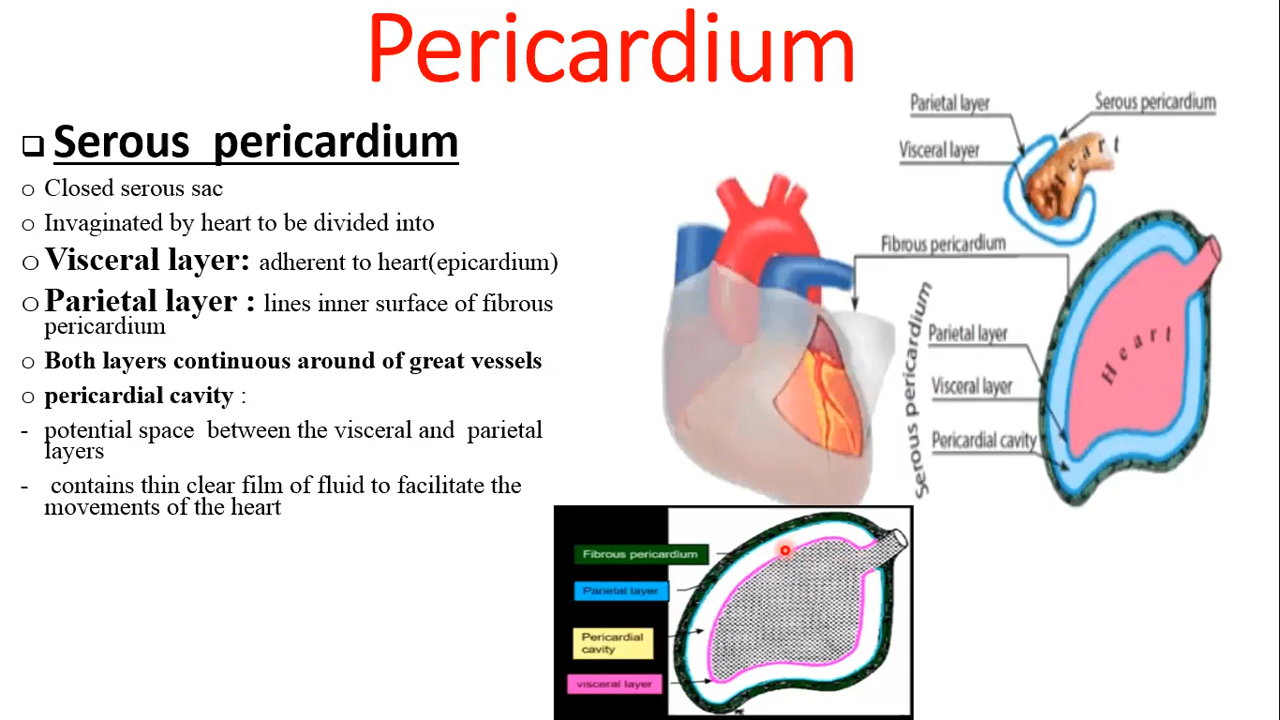 Pericardium
Serous pericardium
Closed serous sac
Invaginated by heart to be divided into
Visceral layer: adherent to heart(epicardium)
Parietal layer : lines inner surface of fibrous
pericardium
Both layers continuous around of great vessels
pericardial cavity :
- potential space between the visceral and parietal
layers
- contains thin clear film of fluid to facilitate the
movements of the heart
Parietal layer
Serous pericardium
Visceral layer
Heart
Fibrous pericardium
Serous pericardium
Parietal layer
Visceral layer
Pericardial cavity
Heart
Fibrous pericardium
Parietal layer
Pericardial
cavity
visceral layer